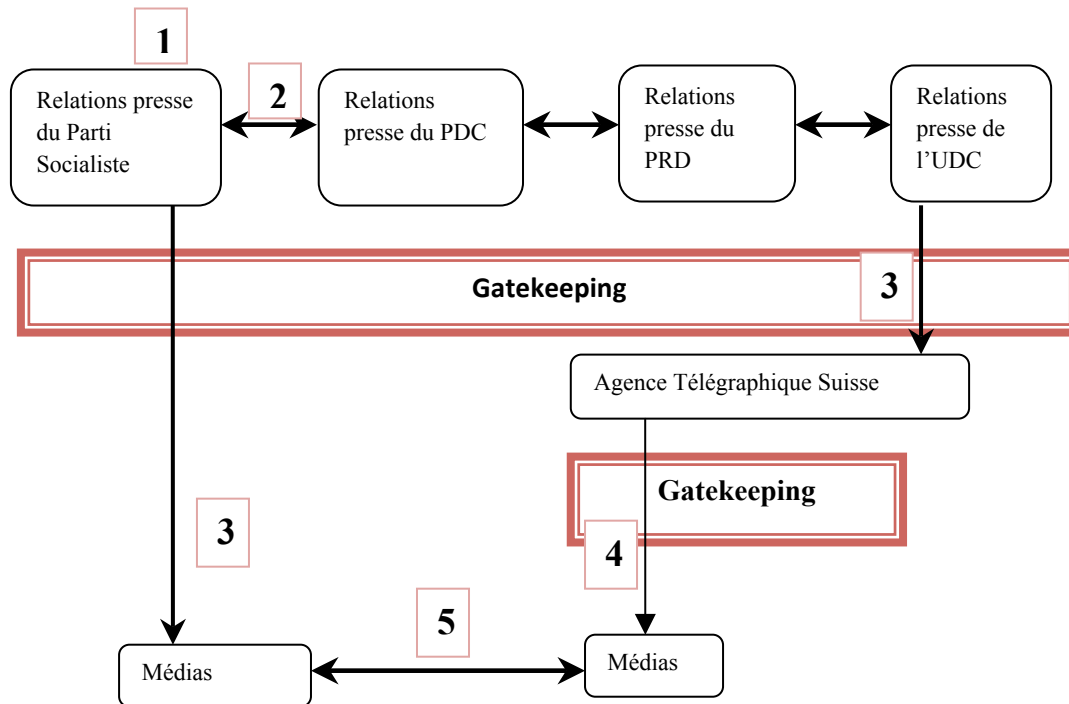 1
2
Relations presse
du Parti
Socialiste
Relations
presse du PDC
Relations
presse du
PRD
Relations
presse de
l’UDC
Gatekeeping
3
Agence Télégraphique Suisse
Gatekeeping
3
4
5
Médias
Médias